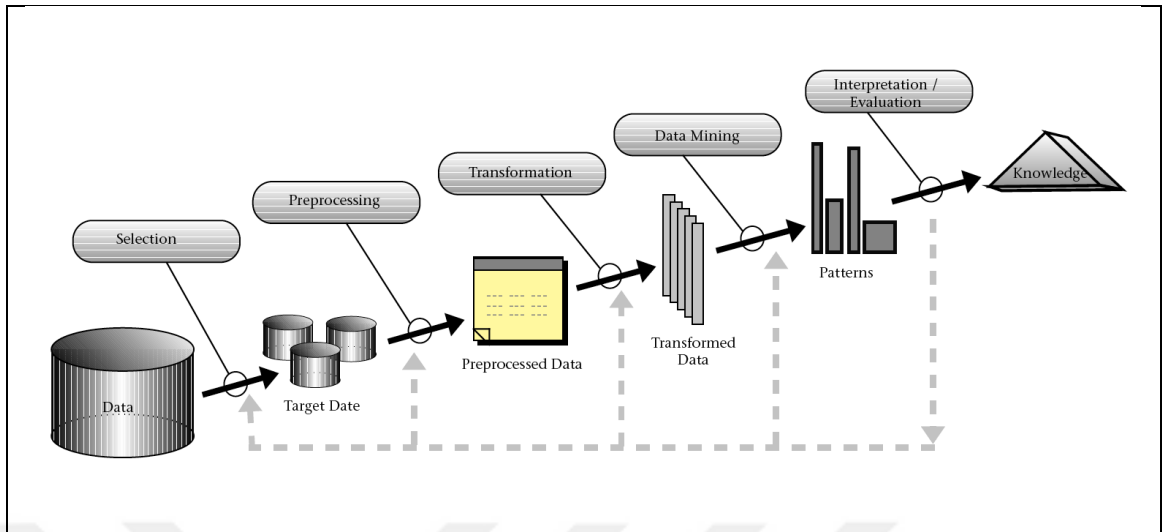 Interpretation /
Evaluation
Data Mining
Transformation
Preprocessing
Selection
Knowledge
Patterns
Transformed
Data
Preprocessed Data
Target Date
Data